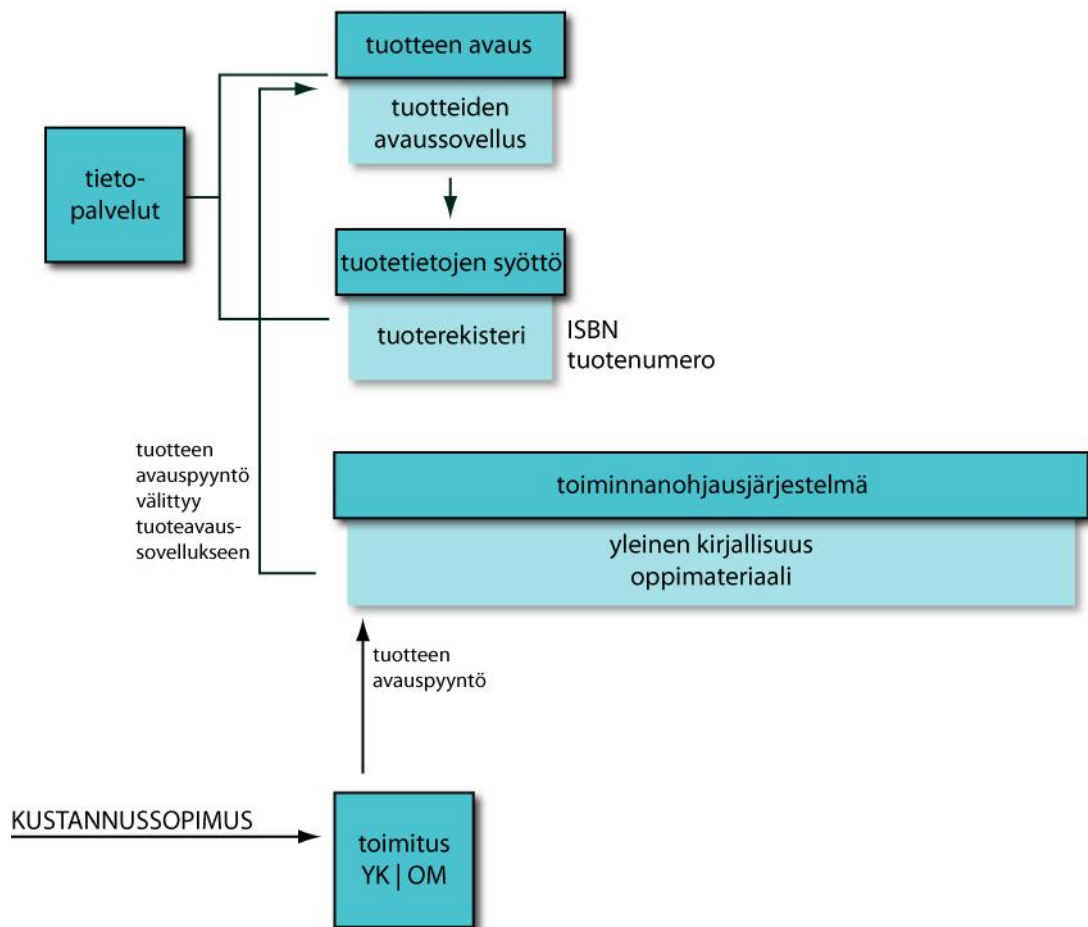 tuotteen avaus
tuotteiden
avaussovellus
tieto-
palvelut
tuotetietojen syöttö
tuoterekisteri
ISBN
tuotenumero
tuotteen
avauspyyntö
välittyy
tuoteavaus-
sovellukseen
toiminnanohjausjärjestelmä
yleinen kirjallisuus
oppimateriaali
tuotteen
avauspyyntö
KUSTANNUSSOPIMUS
toimitus
YK | OM